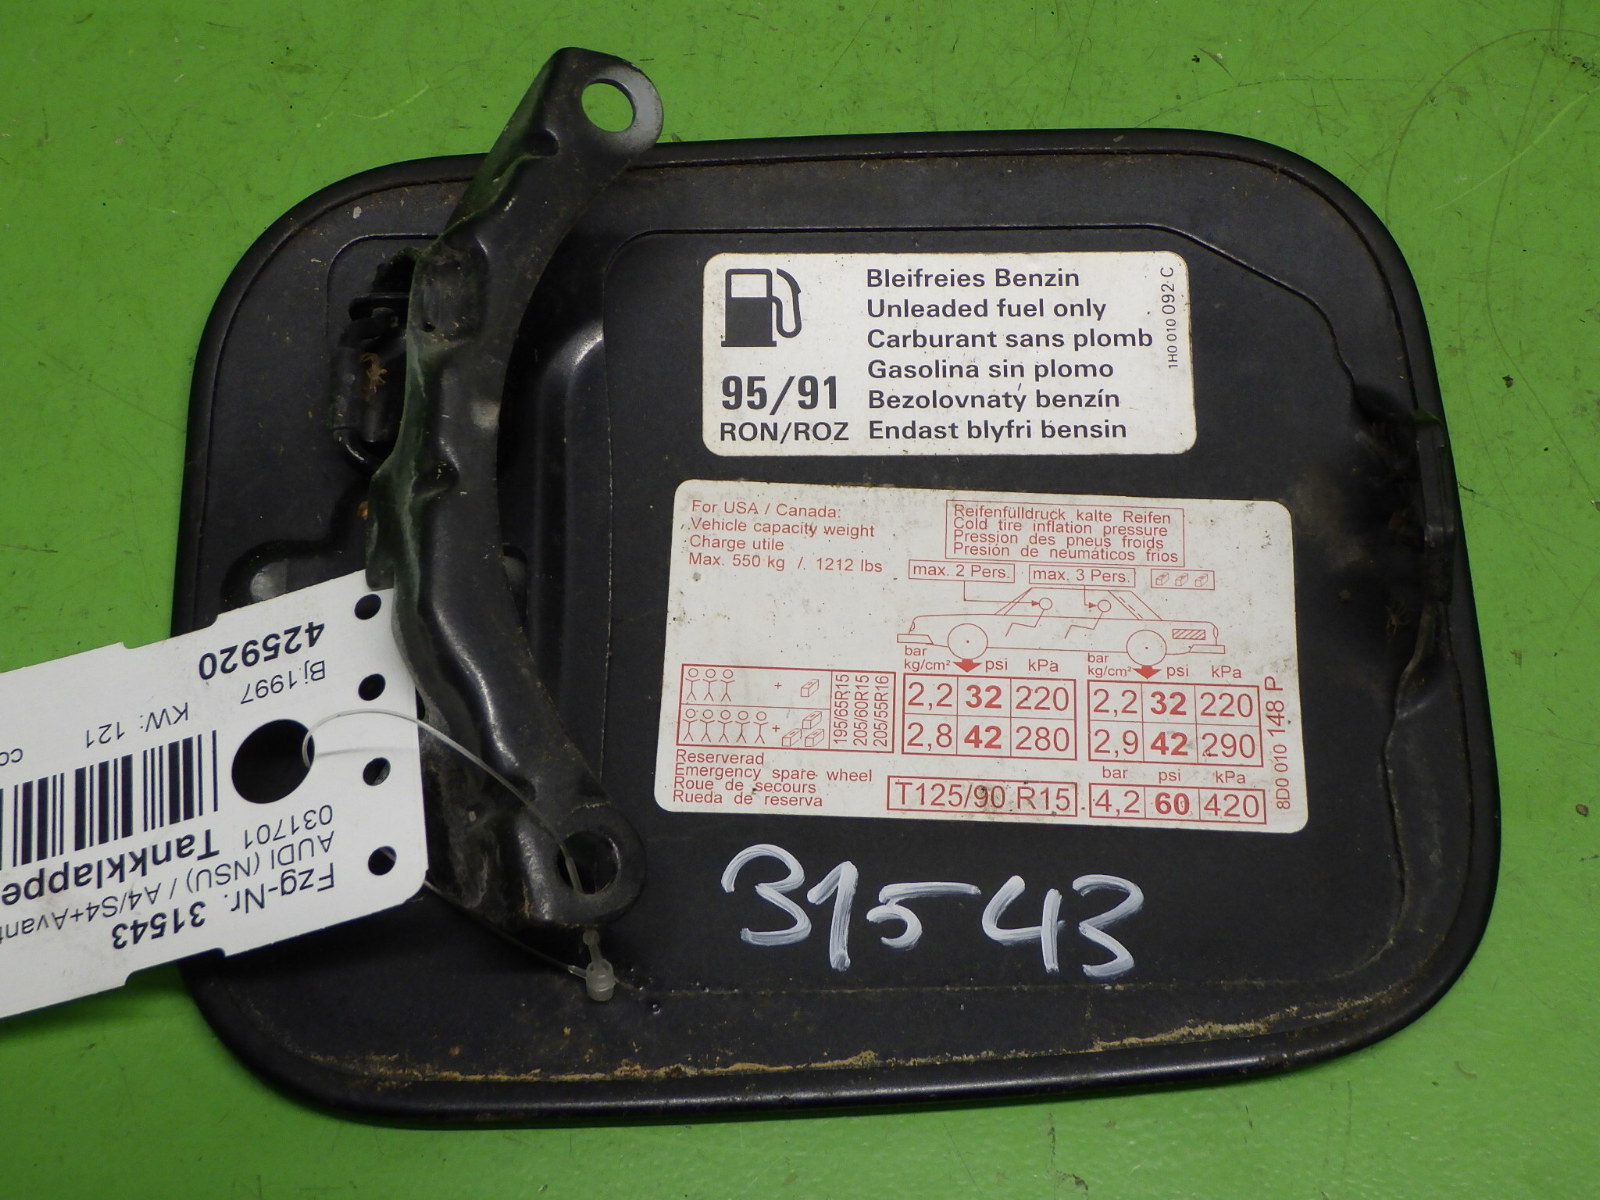 Bleifreies Benzin
Unleaded fuel only
Carburant sans plomb
Gasolina sin plomo
Bezolovnatý benzín
Endast blyfri bensin
95/91
RON/ROZ
1H0 010 092 C
For USA / Canada:
Vehicle capacity weight
Charge utile
Max. 550 kg /. 1212 lbs
Reifenfülldruck kalte Reifen
Cold tire inflation pressure
Pression des pneus froids
Presión de neumáticos frios
max. 2 Pers. max. 3 Pers.
bar psi kPa bar psi kPa
kg/cm² kg/cm²
195/65R15
205/60R15
205/55R16
+ 2,2 32 220 2,2 32 220
+ 2,8 42 280 2,9 42 290
Reserverad
Emergency spare wheel
Roue de secours
Rueda de reserva
bar psi kPa
T125/90 R15 4,2 60 420
8D0 010 148 P
31543
Fzg-Nr. 31543
AUDI (NSU) / A4/S4+Avant
031701
Tankklappe
KW: 121
Bj.1997
425920